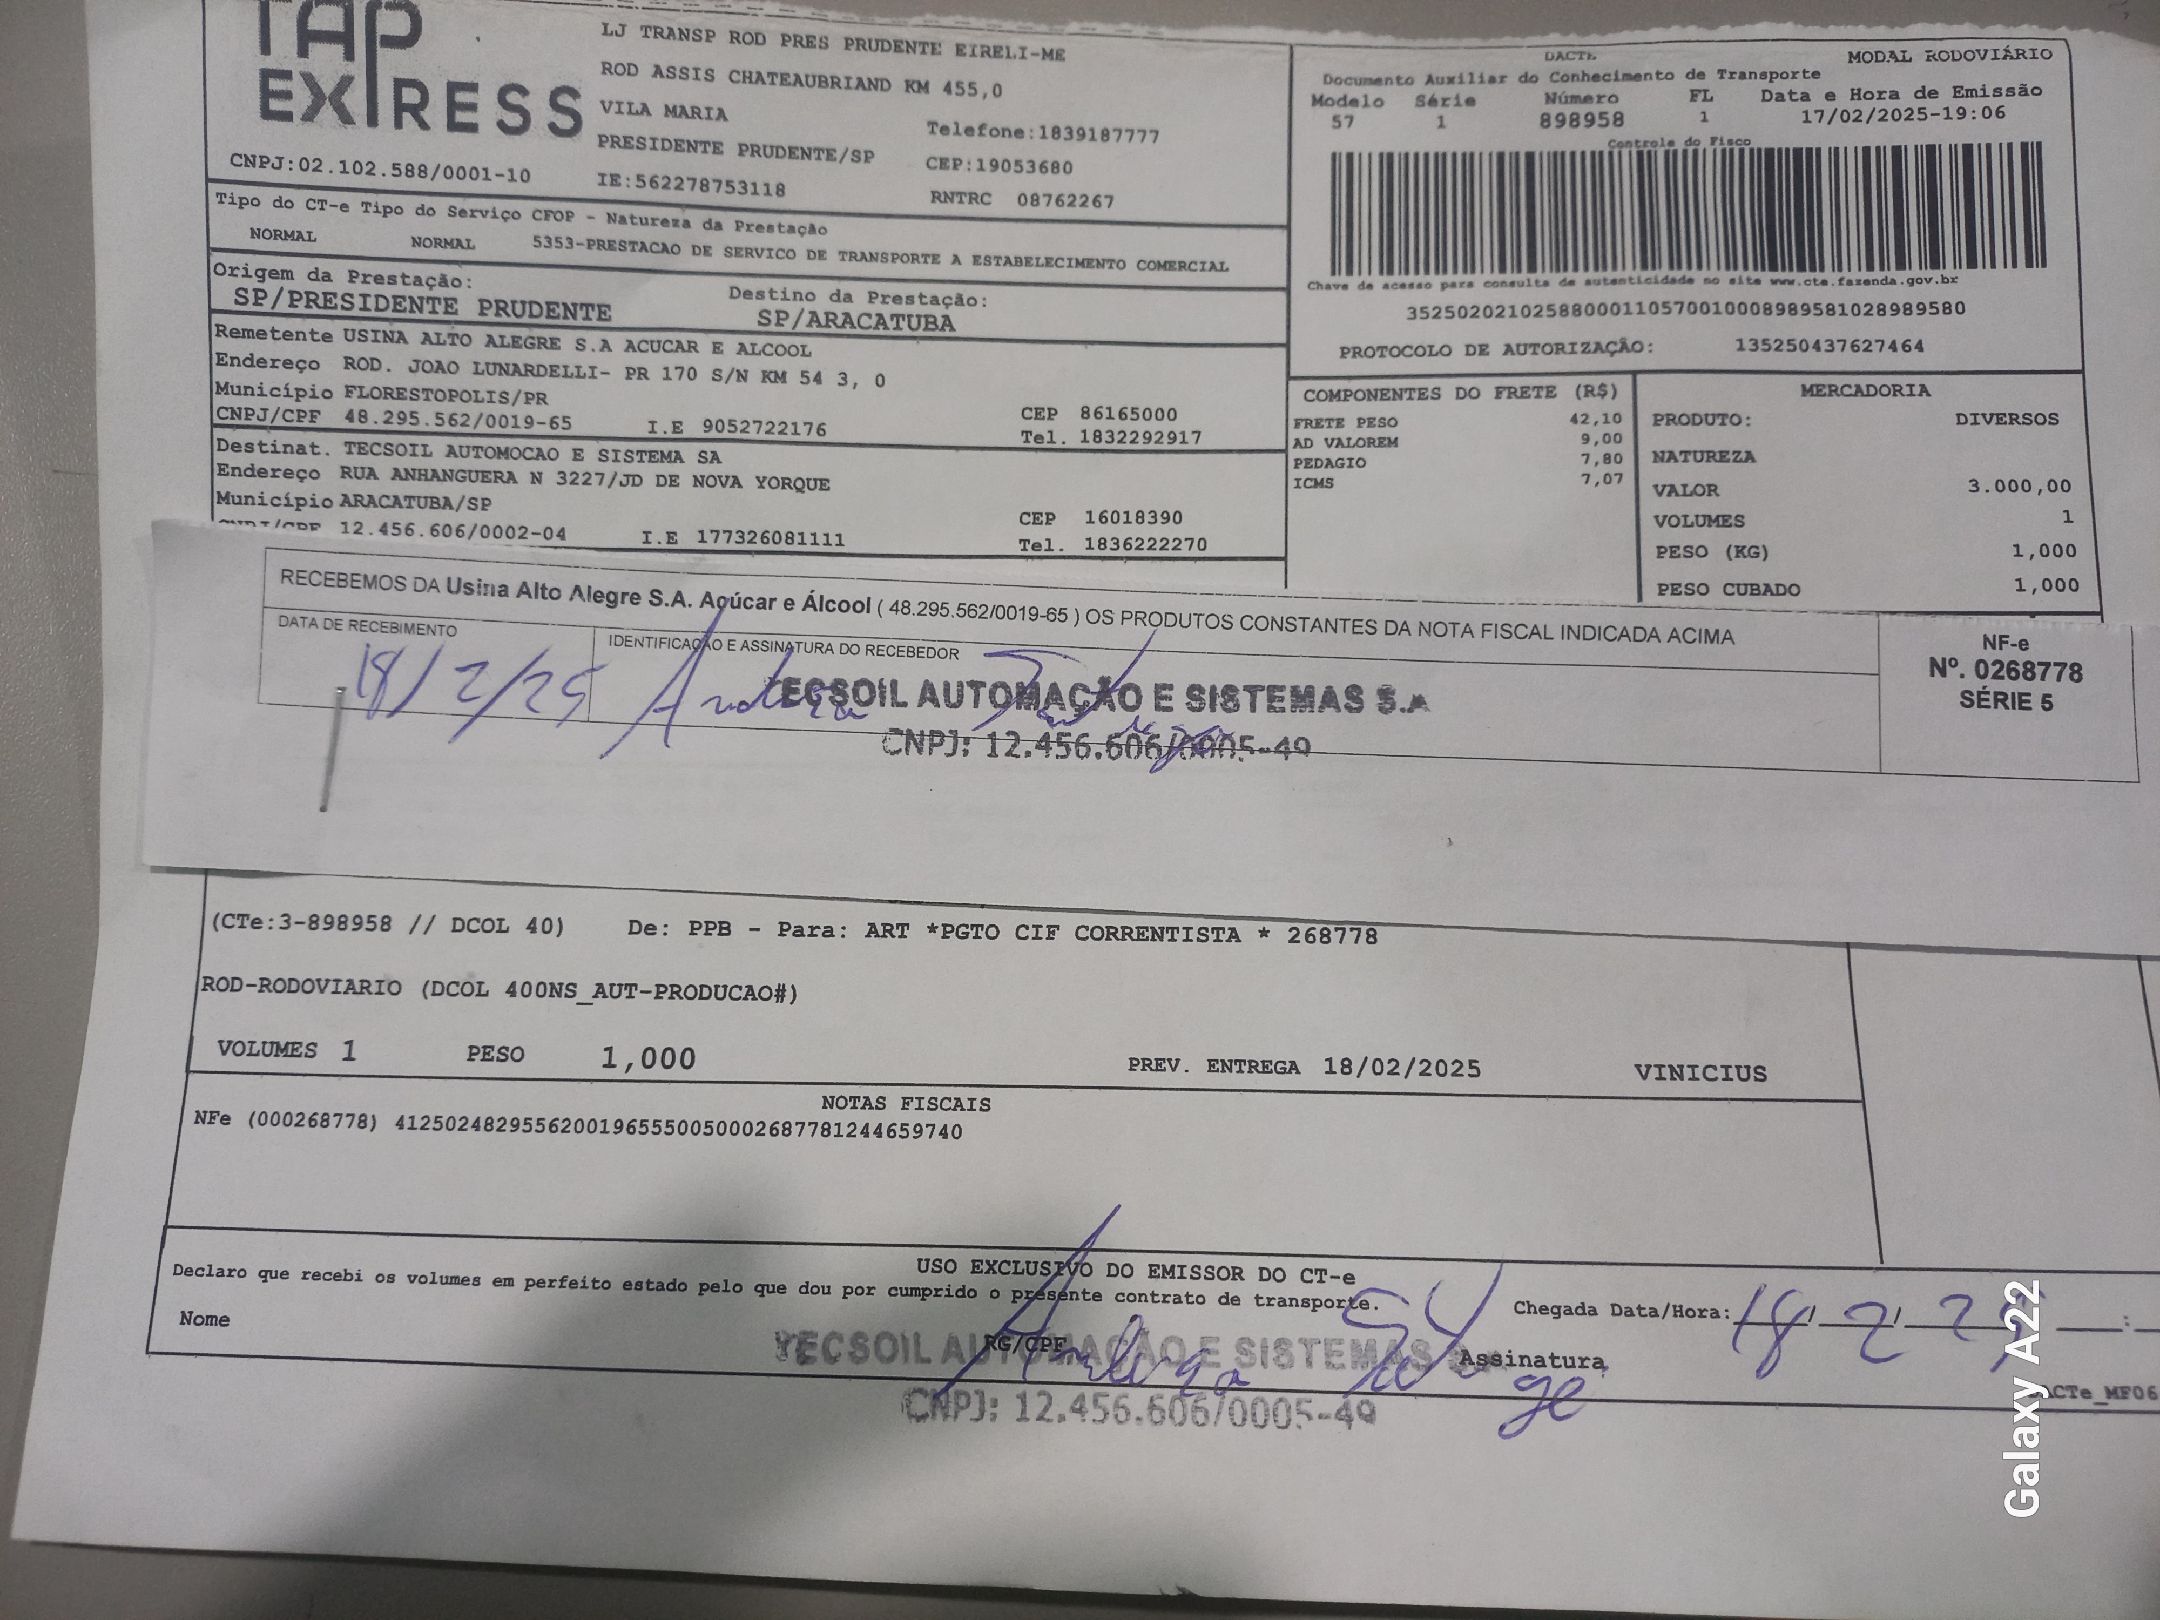 TAP EXPRESS
LJ TRANSP ROD PRES PRUDENTE EIRELI-ME
ROD ASSIS CHATEAUBRIAND KM 455,0
VILA MARIA
Telefone:1839187777
PRESIDENTE PRUDENTE/SP
CEP:19053680
CNPJ:02.102.588/0001-10
IE:562278753118
RNTRC 08762267
DACTE
MODAL RODOVIÁRIO
Documento Auxiliar do Conhecimento de Transporte
Modelo Série Número FL Data e Hora de Emissão
57 1 898958 1 17/02/2025-19:06
Controle do Fisco
Chave de acesso para consulta de autenticidade no site www.cte.fazenda.gov.br
35250202102588000110570010008989581028989580
PROTOCOLO DE AUTORIZAÇÃO: 135250437627464
Tipo do CT-e Tipo do Serviço CFOP - Natureza da Prestação
NORMAL NORMAL 5353-PRESTACAO DE SERVICO DE TRANSPORTE A ESTABELECIMENTO COMERCIAL
Origem da Prestação:
SP/PRESIDENTE PRUDENTE
Destino da Prestação:
SP/ARACATUBA
Remetente USINA ALTO ALEGRE S.A ACUCAR E ALCOOL
Endereço ROD. JOAO LUNARDELLI- PR 170 S/N KM 54 3, 0
Município FLORESTOPOLIS/PR
CEP 86165000
CNPJ/CPF 48.295.562/0019-65 I.E 9052722176 Tel. 1832292917
Destinat. TECSOIL AUTOMOCAO E SISTEMA SA
Endereço RUA ANHANGUERA N 3227/JD DE NOVA YORQUE
Município ARACATUBA/SP
CEP 16018390
CNPJ/CPF 12.456.606/0002-04 I.E 177326081111 Tel. 1836222270
COMPONENTES DO FRETE (R$)
FRETE PESO 42,10
AD VALOREM 9,00
PEDAGIO 7,80
ICMS 7,07
MERCADORIA
PRODUTO: DIVERSOS
NATUREZA
VALOR 3.000,00
VOLUMES 1
PESO (KG) 1,000
PESO CUBADO 1,000
RECEBEMOS DA Usina Alto Alegre S.A. Açúcar e Álcool ( 48.295.562/0019-65 ) OS PRODUTOS CONSTANTES DA NOTA FISCAL INDICADA ACIMA
DATA DE RECEBIMENTO
18/2/25
IDENTIFICAÇÃO E ASSINATURA DO RECEBEDOR
TECSOIL AUTOMAÇÃO E SISTEMAS S.A
CNPJ: 12.456.606/0005-49
NF-e
Nº. 0268778
SÉRIE 5
(CTe:3-898958 // DCOL 40) De: PPB - Para: ART *PGTO CIF CORRENTISTA * 268778
ROD-RODOVIARIO (DCOL 400NS_AUT-PRODUCAO#)
VOLUMES 1 PESO 1,000 PREV. ENTREGA 18/02/2025 VINICIUS
NOTAS FISCAIS
NFe (000268778) 41250248295562001965550050002687781244659740
USO EXCLUSIVO DO EMISSOR DO CT-e
Declaro que recebi os volumes em perfeito estado pelo que dou por cumprido o presente contrato de transporte.
Chegada Data/Hora: 18/2/25 :
Nome RG/CPF Assinatura
TECSOIL AUTOMAÇÃO E SISTEMAS
CNPJ: 12.456.606/0005-49
ACTe_MF06
Galaxy A22